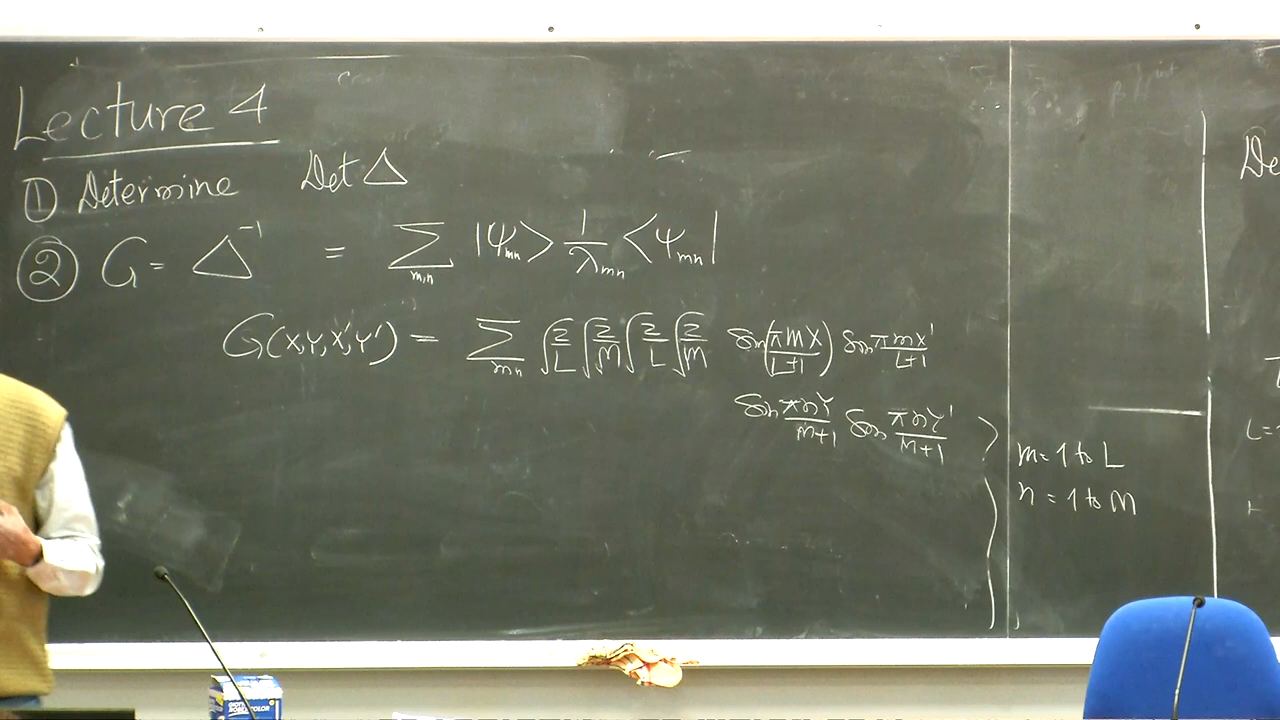 Lecture 4
① Determine Det Δ
② G = Δ⁻¹ = Σ_{m,n} |ψ_{mn}> 1/λ_{mn} <ψ_{mn}|
G(X,Y,X',Y') = Σ_{mn} √(2/L) √(2/M) √(2/L) √(2/M) Sin(πmX/(L+1)) Sin πmX'/(L+1)
Sin πnY/(M+1) Sin πnY'/(M+1)
m = 1 to L
n = 1 to M
De
L=